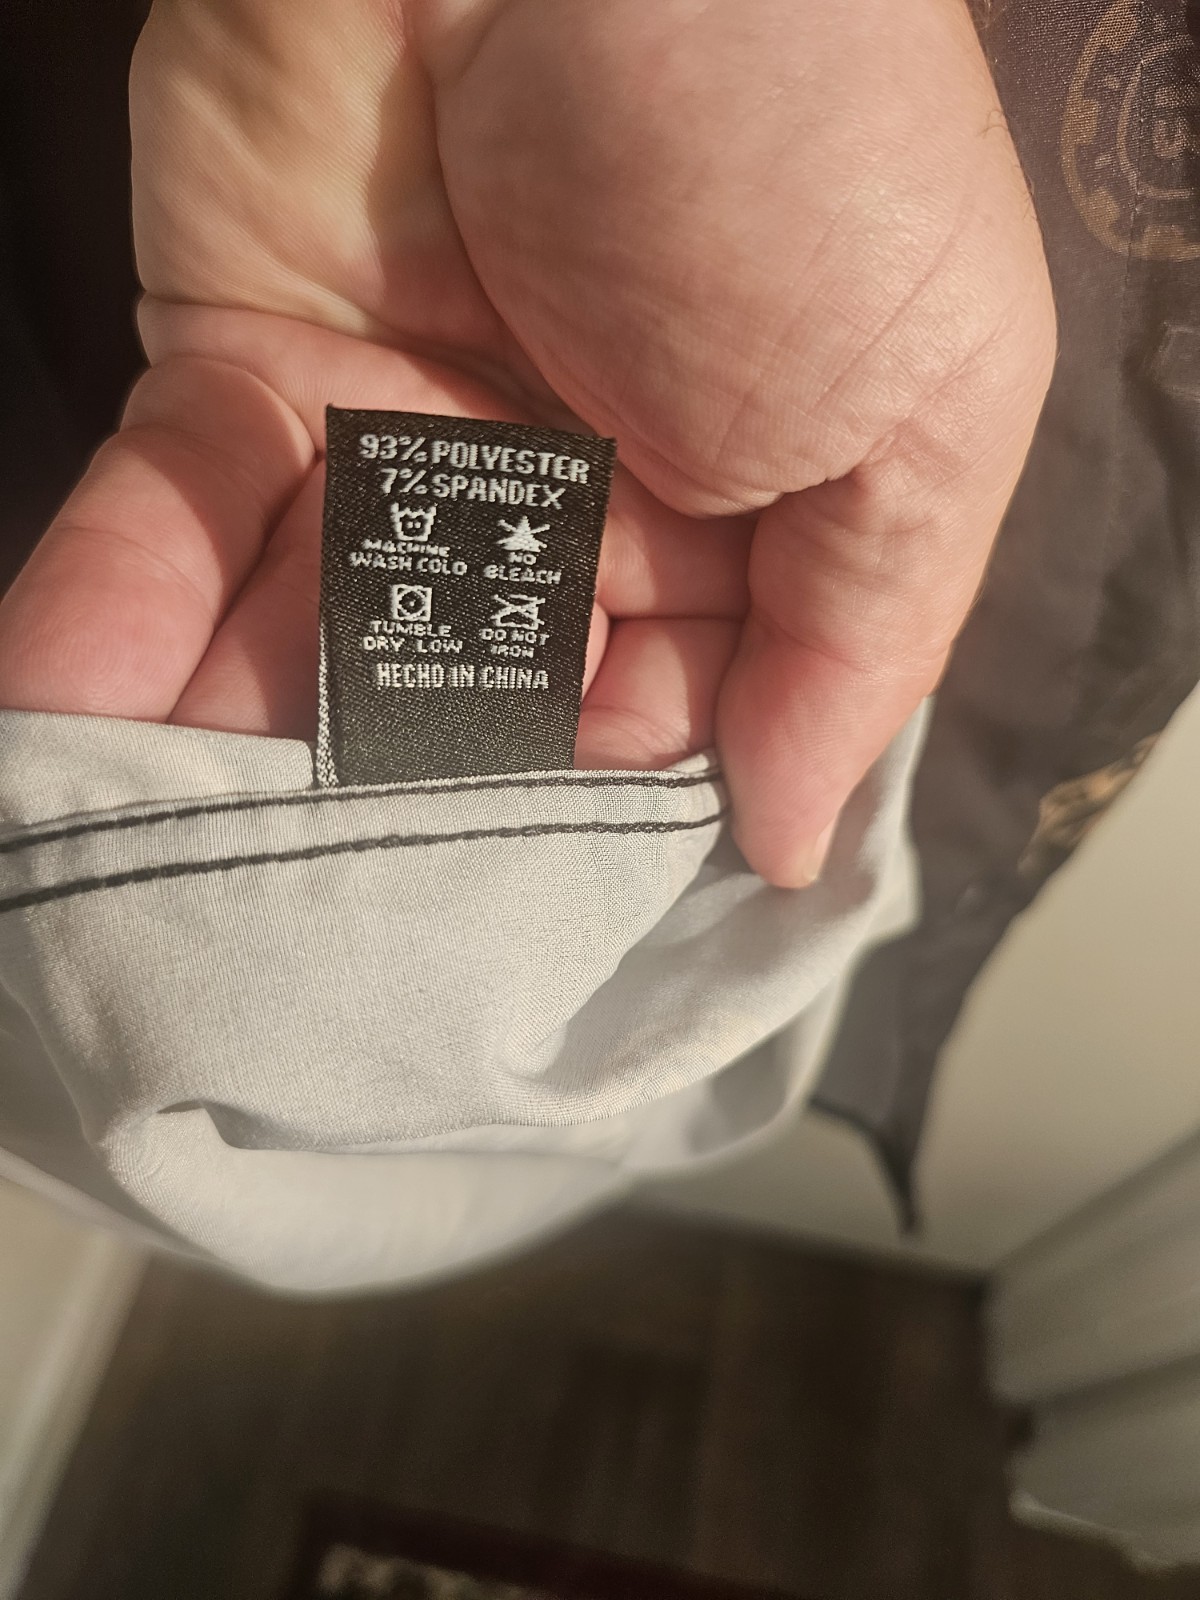 93% POLYESTER
7% SPANDEX
MACHINE
WASH COLD
NO
BLEACH
TUMBLE
DRY LOW
DO NOT
IRON
HECHO IN CHINA